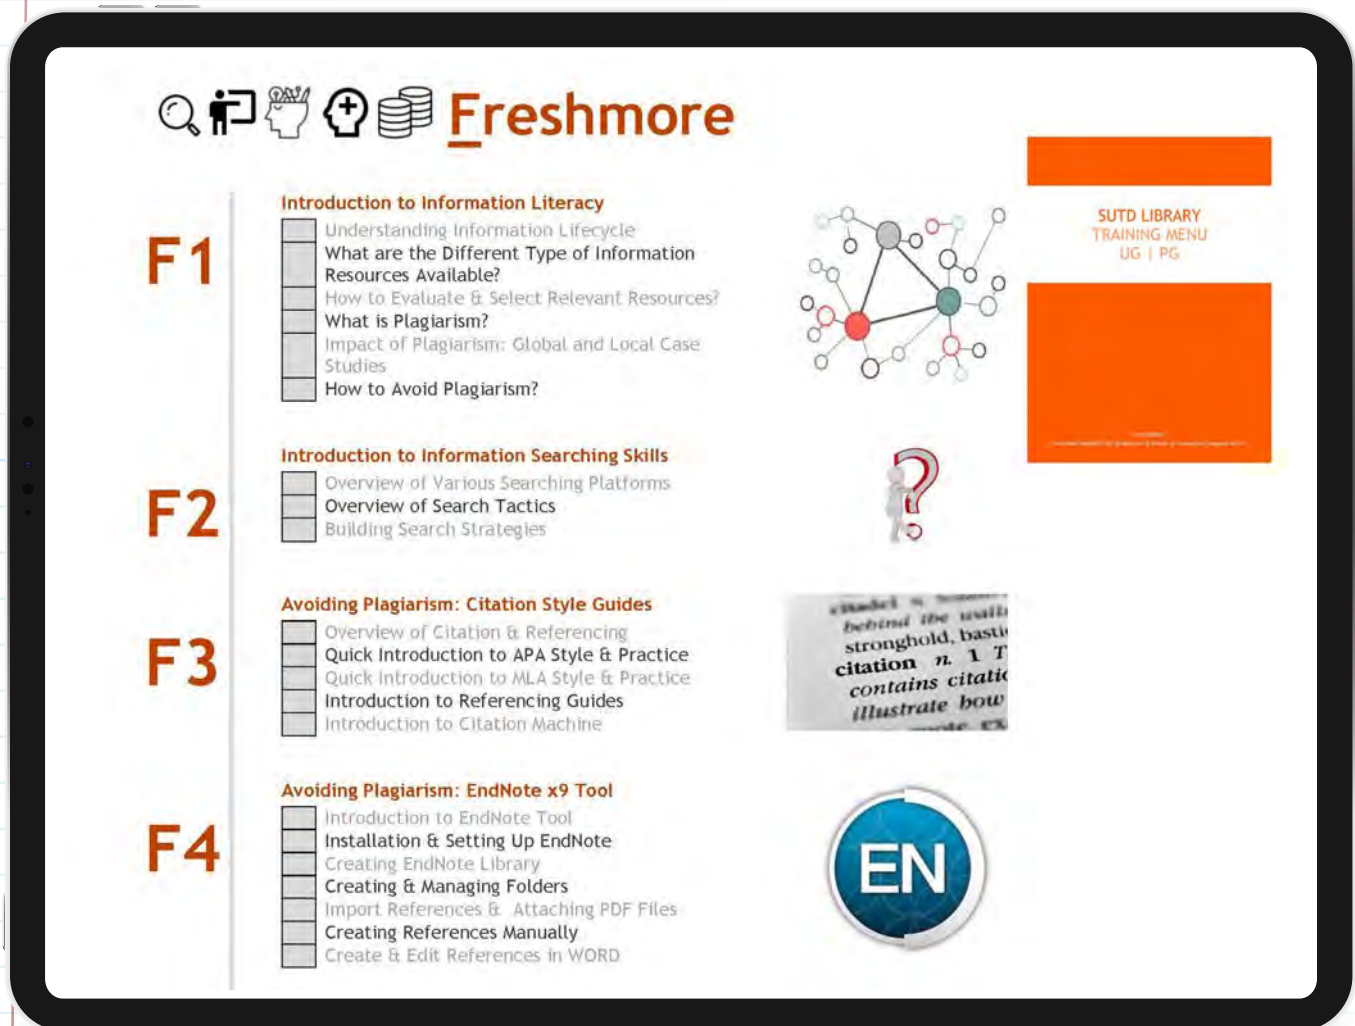 Freshmore
SUTD LIBRARY
TRAINING MENU
UG | PG
F1
Introduction to Information Literacy
Understanding Information Lifecycle
What are the Different Type of Information
Resources Available?
How to Evaluate & Select Relevant Resources?
What is Plagiarism?
Impact of Plagiarism: Global and Local Case
Studies
How to Avoid Plagiarism?
F2
Introduction to Information Searching Skills
Overview of Various Searching Platforms
Overview of Search Tactics
Building Search Strategies
F3
Avoiding Plagiarism: Citation Style Guides
Overview of Citation & Referencing
Quick Introduction to APA Style & Practice
Quick Introduction to MLA Style & Practice
Introduction to Referencing Guides
Introduction to Citation Machine
behind the
stronghold,
citation n. 1
contains
illustrate how
F4
Avoiding Plagiarism: EndNote x9 Tool
Introduction to EndNote Tool
Installation & Setting Up EndNote
Creating EndNote Library
Creating & Managing Folders
Import References & Attaching PDF Files
Creating References Manually
Create & Edit References in WORD
EN